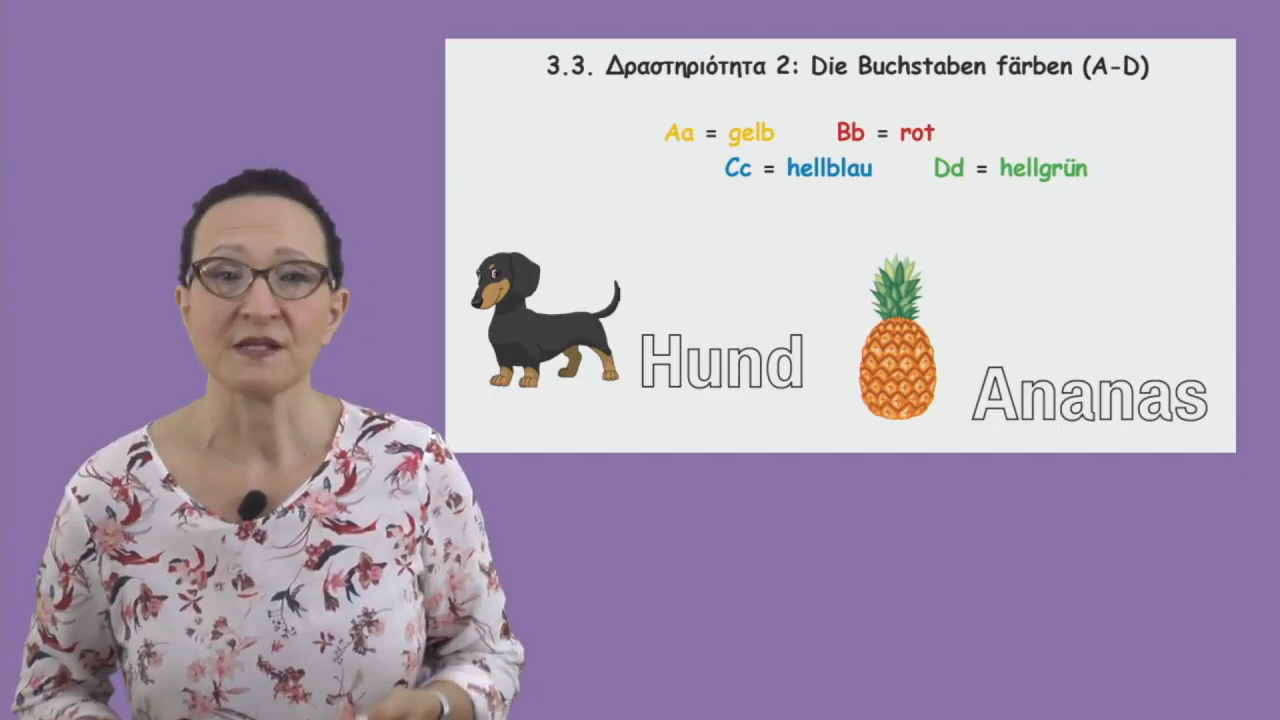 3.3. Δραστηριότητα 2: Die Buchstaben färben (A-D)
Aa = gelb Bb = rot
Cc = hellblau Dd = hellgrün
Hund
Ananas